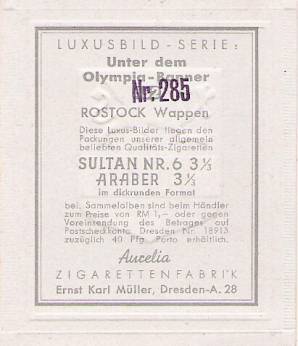 LUXUSBILD - SERIE:
Unter dem
Olympia-Banner
Nr. 285
ROSTOCK Wappen
Diese Luxus-Bilder liegen den
Packungen unserer allgemein
beliebten Qualitäts-Zigaretten
SULTAN NR. 6 3⅓
ARABER 3⅓
im dickrunden Format
bei. Sammelalben sind beim Händler
zum Preise von RM 1,– oder gegen
Voreinsendung des Betrages auf
Postscheckkonto Dresden Nr. 18913
zuzüglich 40 Pfg. Porto erhältlich.
Aurelia
ZIGARETTENFABRIK
Ernst Karl Müller, Dresden-A. 28